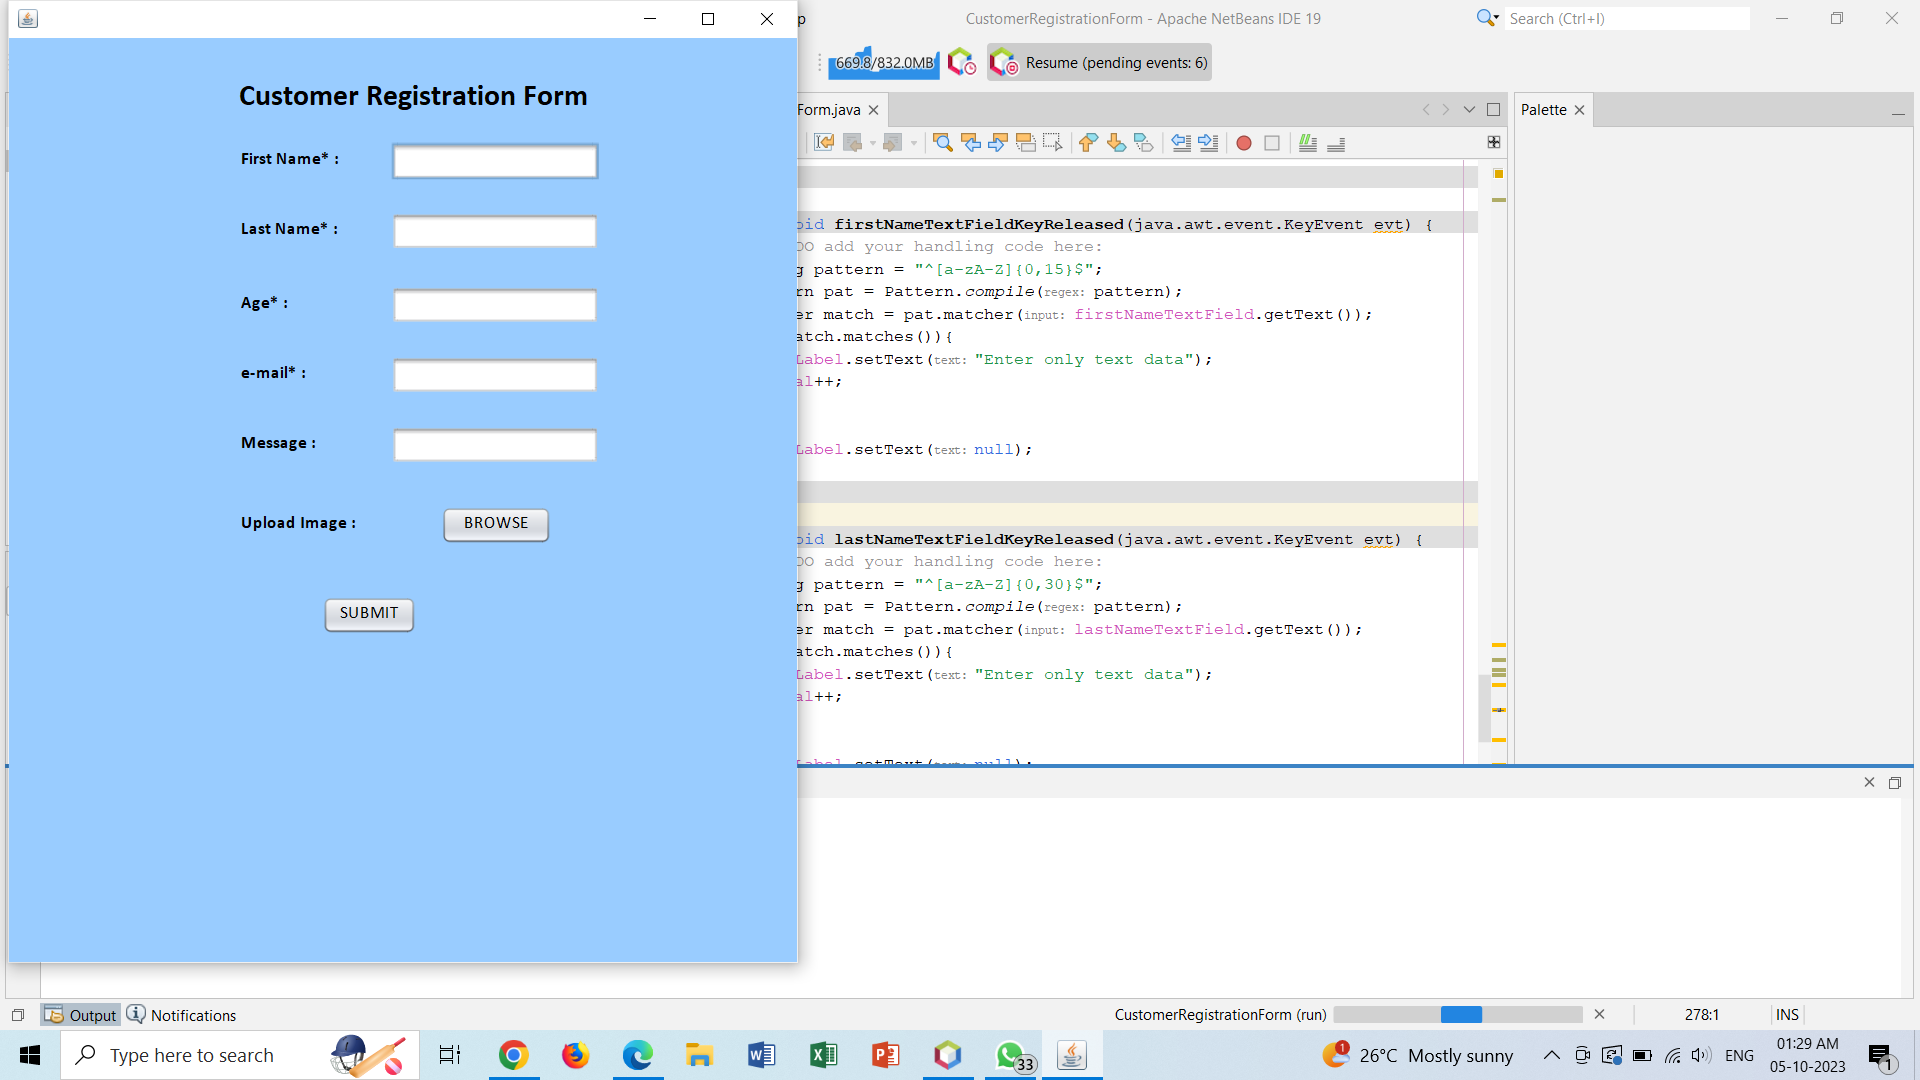 p
CustomerRegistrationForm - Apache NetBeans IDE 19
Search (Ctrl+I)
669.8/832.0MB
Resume (pending events: 6)
Form.java
Palette
Customer Registration Form
First Name* :
Last Name* :
Age* :
e-mail* :
Message :
Upload Image :
BROWSE
SUBMIT
oid firstNameTextFieldKeyReleased(java.awt.event.KeyEvent evt) {
DO add your handling code here:
g pattern = "^[a-zA-Z]{0,15}$";
rn pat = Pattern.compile(regex: pattern);
er match = pat.matcher(input: firstNameTextField.getText());
atch.matches()){
Label.setText(text: "Enter only text data");
al++;
Label.setText(text: null);
oid lastNameTextFieldKeyReleased(java.awt.event.KeyEvent evt) {
DO add your handling code here:
g pattern = "^[a-zA-Z]{0,30}$";
rn pat = Pattern.compile(regex: pattern);
er match = pat.matcher(input: lastNameTextField.getText());
atch.matches()){
Label.setText(text: "Enter only text data");
al++;
Label.setText(text: null);
Output
Notifications
CustomerRegistrationForm (run)
278:1
INS
Type here to search
33
1
26°C Mostly sunny
ENG
01:29 AM
05-10-2023
1